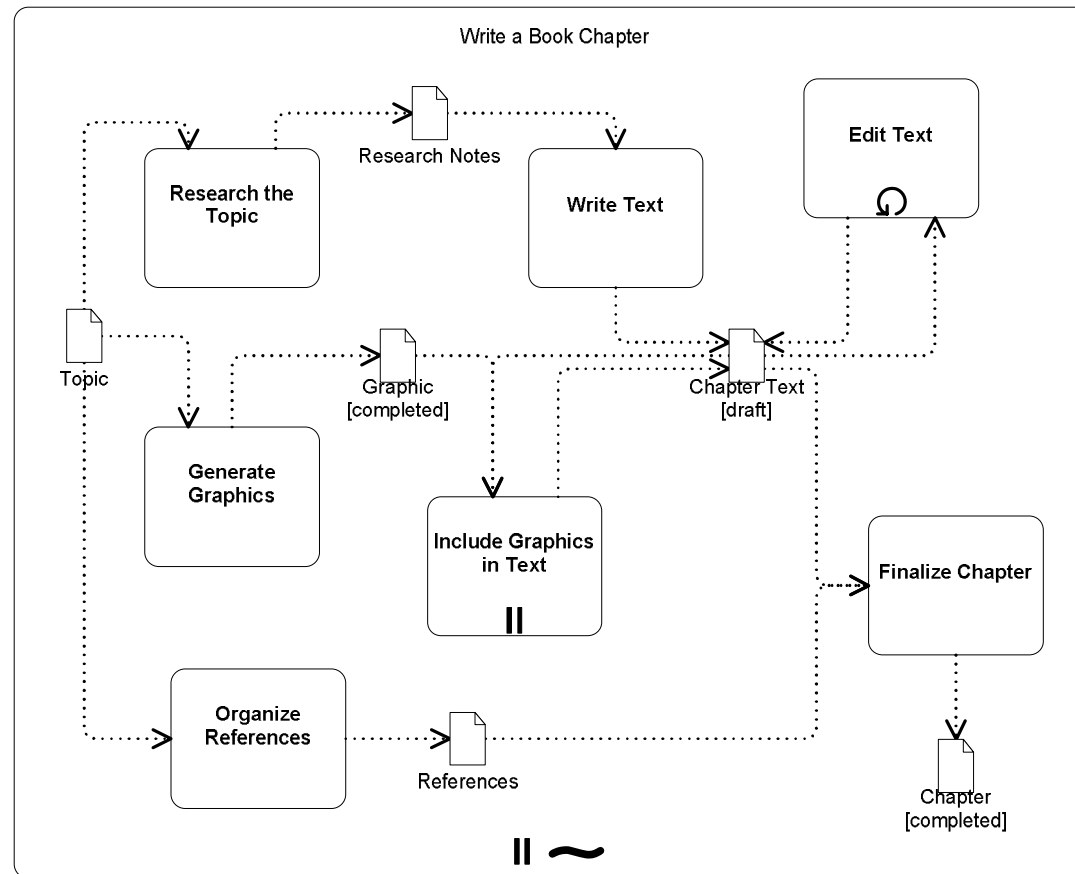 Write a Book Chapter
Research Notes
Edit Text
Research the
Topic
Write Text
Topic
Graphic
[completed]
Chapter Text
[draft]
Generate
Graphics
Include Graphics
in Text
Finalize Chapter
Organize
References
References
Chapter
[completed]